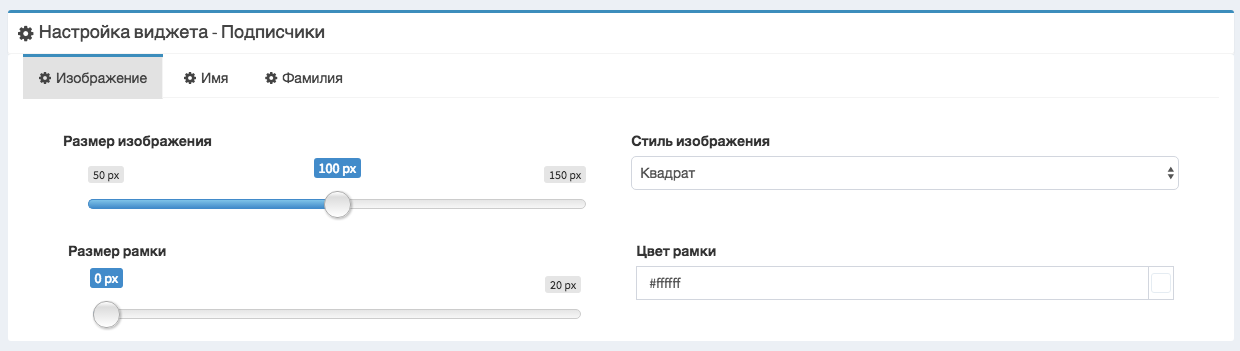 Настройка виджета - Подписчики
Изображение Имя Фамилия
Размер изображения Стиль изображения
50 px 100 px 150 px
Квадрат
Размер рамки Цвет рамки
0 px 20 px
#ffffff